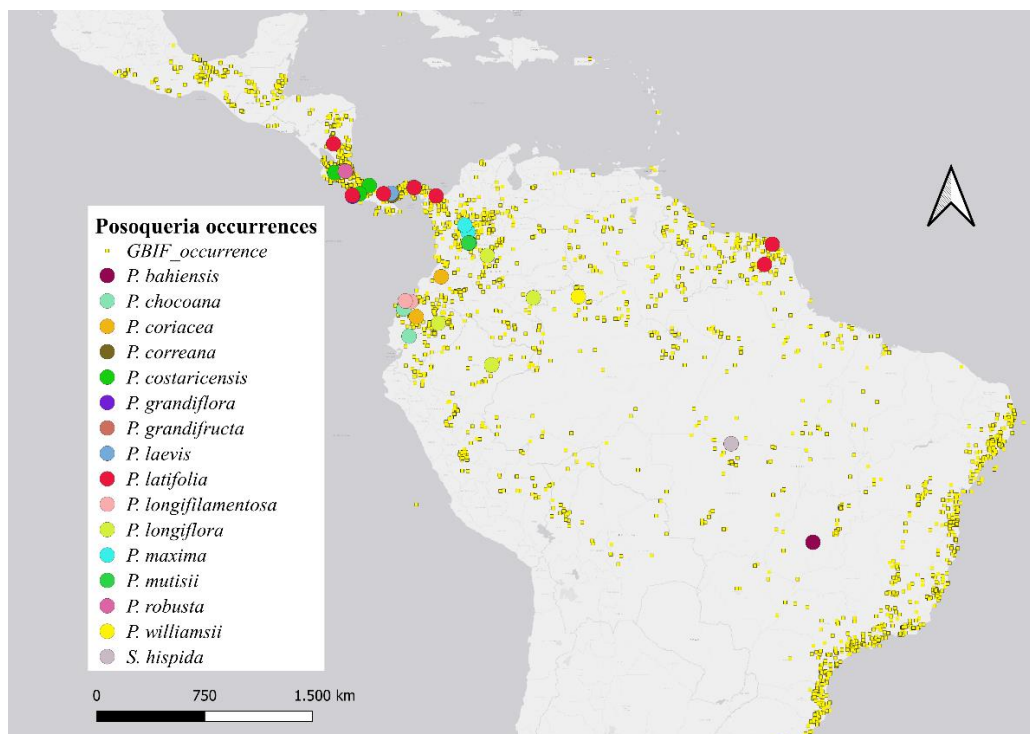 Posoqueria occurrences
GBIF_occurrence
P. bahiensis
P. chocoana
P. coriacea
P. correana
P. costaricensis
P. grandiflora
P. grandifructa
P. laevis
P. latifolia
P. longifilamentosa
P. longiflora
P. maxima
P. mutisii
P. robusta
P. williamsii
S. hispida
0 750 1.500 km